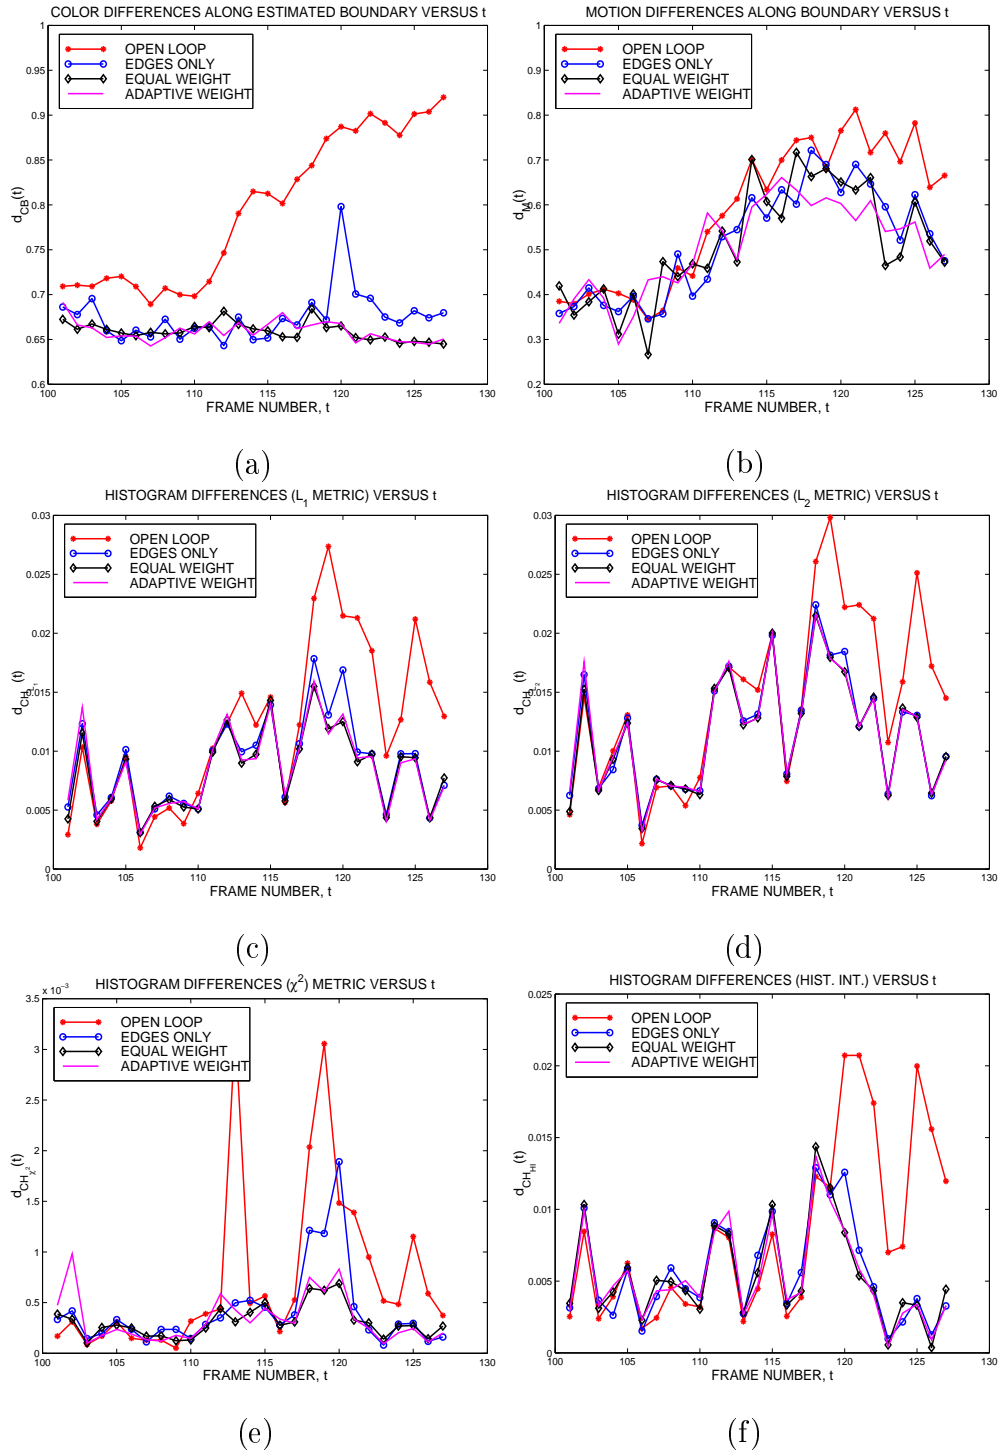 COLOR DIFFERENCES ALONG ESTIMATED BOUNDARY VERSUS t
1
0.95
0.9
0.85
0.8
0.75
0.7
0.65
0.6
d_CB(t)
OPEN LOOP
EDGES ONLY
EQUAL WEIGHT
ADAPTIVE WEIGHT
100 105 110 115 120 125 130
FRAME NUMBER, t
(a)
MOTION DIFFERENCES ALONG BOUNDARY VERSUS t
1
0.9
0.8
0.7
0.6
0.5
0.4
0.3
0.2
d_M(t)
OPEN LOOP
EDGES ONLY
EQUAL WEIGHT
ADAPTIVE WEIGHT
100 105 110 115 120 125 130
FRAME NUMBER, t
(b)
HISTOGRAM DIFFERENCES (L_1 METRIC) VERSUS t
0.03
0.025
0.02
0.015
0.01
0.005
0
(t)
OPEN LOOP
EDGES ONLY
EQUAL WEIGHT
ADAPTIVE WEIGHT
100 105 110 115 120 125 130
FRAME NUMBER, t
(c)
HISTOGRAM DIFFERENCES (L_2 METRIC) VERSUS t
0.03
0.025
0.02
0.015
0.01
0.005
0
(t)
OPEN LOOP
EDGES ONLY
EQUAL WEIGHT
ADAPTIVE WEIGHT
100 105 110 115 120 125 130
FRAME NUMBER, t
(d)
x 10^-3
HISTOGRAM DIFFERENCES (χ²) METRIC VERSUS t
3.5
3
2.5
2
1.5
1
0.5
0
d_CH_χ²(t)
OPEN LOOP
EDGES ONLY
EQUAL WEIGHT
ADAPTIVE WEIGHT
100 105 110 115 120 125 130
FRAME NUMBER, t
(e)
HISTOGRAM DIFFERENCES (HIST. INT.) VERSUS t
0.025
0.02
0.015
0.01
0.005
0
d_CH_HI(t)
OPEN LOOP
EDGES ONLY
EQUAL WEIGHT
ADAPTIVE WEIGHT
100 105 110 115 120 125 130
FRAME NUMBER, t
(f)